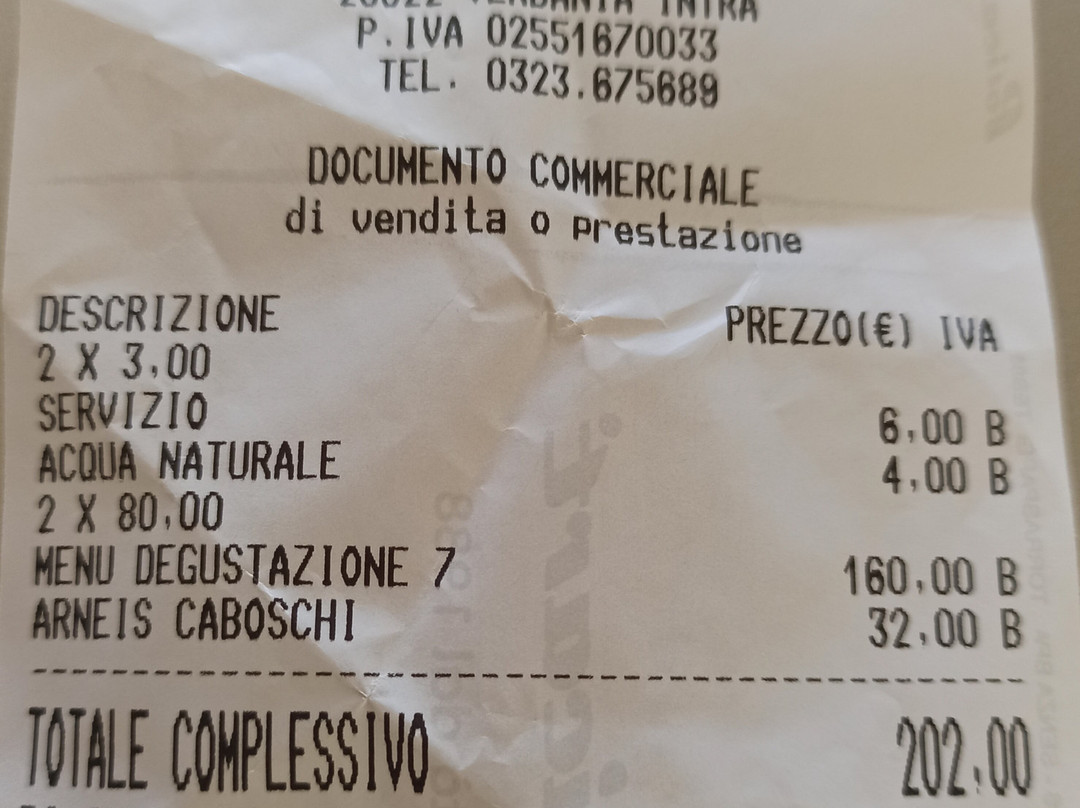 P.IVA 02551670033
TEL. 0323.675689
DOCUMENTO COMMERCIALE
di vendita o prestazione
DESCRIZIONE PREZZO(€) IVA
2 X 3,00
SERVIZIO 6,00 B
ACQUA NATURALE 4,00 B
2 X 80,00
MENU DEGUSTAZIONE 7 160,00 B
ARNEIS CABOSCHI 32,00 B
TOTALE COMPLESSIVO 202,00